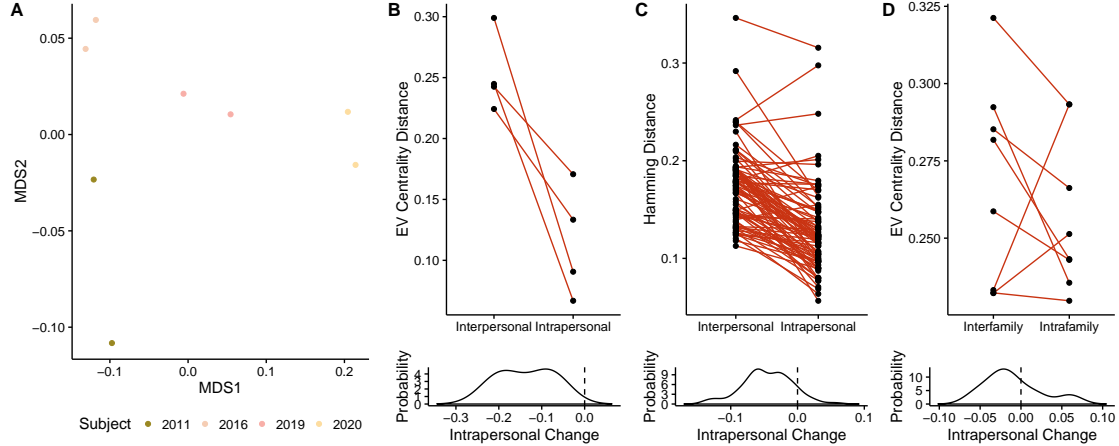 A
0.05
0.00
−0.05
−0.10
MDS2
−0.1
0.0
0.1
0.2
MDS1
Subject
2011
2016
2019
2020
B
0.30
0.25
0.20
0.15
0.10
EV Centrality Distance
Interpersonal
Intrapersonal
4
3
2
1
0
Probability
−0.3
−0.2
−0.1
0.0
Intrapersonal Change
C
0.3
0.2
0.1
Hamming Distance
Interpersonal
Intrapersonal
9
6
3
0
Probability
−0.1
0.0
0.1
Intrapersonal Change
D
0.325
0.300
0.275
0.250
EV Centrality Distance
Interfamily
Intrafamily
10
5
0
Probability
−0.10
−0.05
0.00
0.05
0.10
Intrapersonal Change